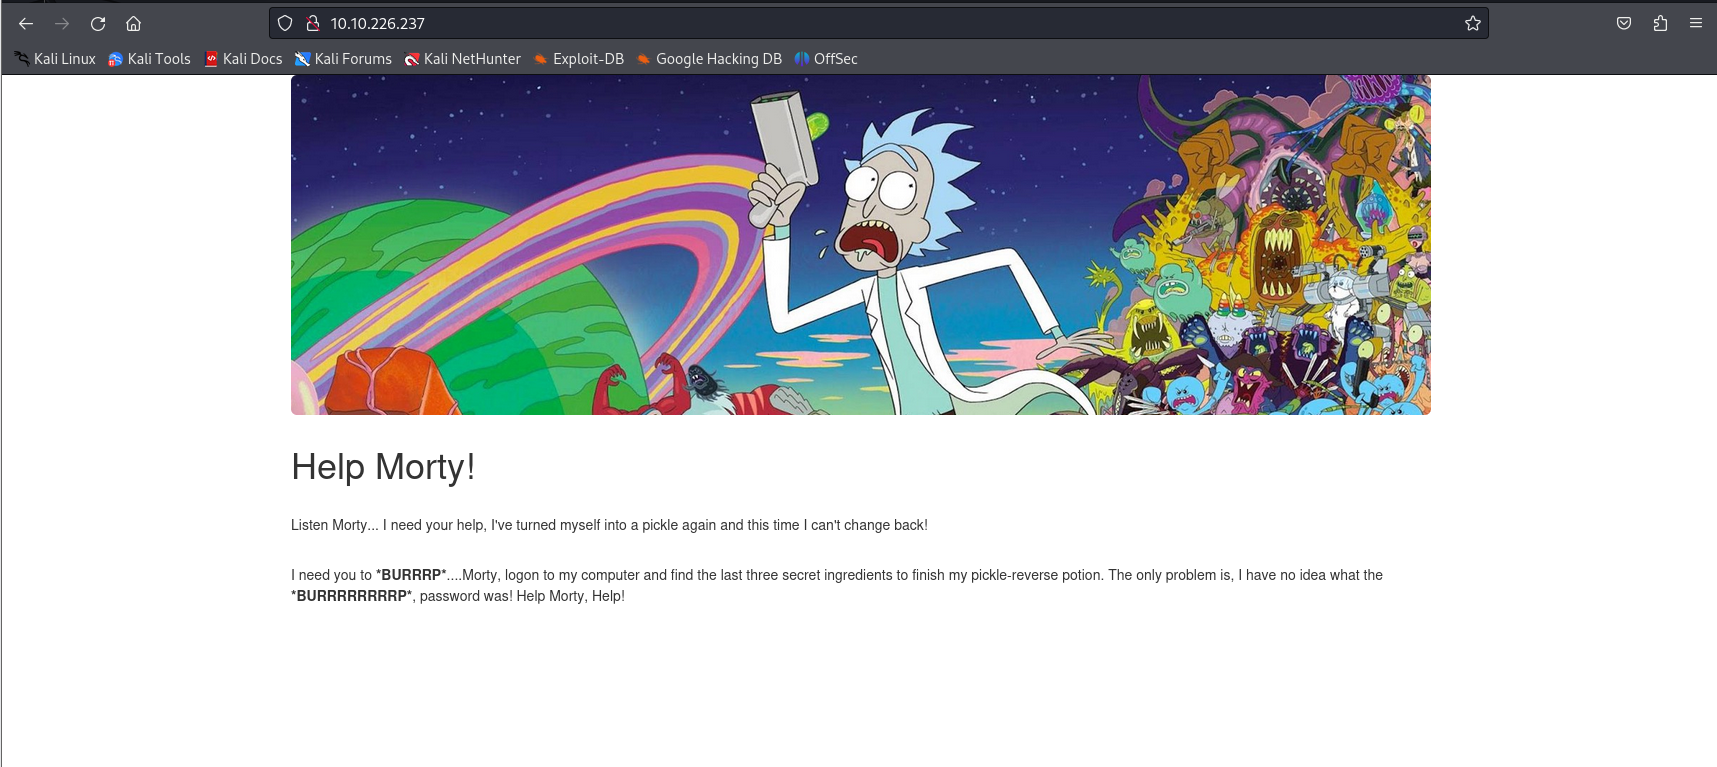 10.10.226.237
Kali Linux
Kali Tools
Kali Docs
Kali Forums
Kali NetHunter
Exploit-DB
Google Hacking DB
OffSec
Help Morty!
Listen Morty... I need your help, I've turned myself into a pickle again and this time I can't change back!
I need you to *BURRRP*....Morty, logon to my computer and find the last three secret ingredients to finish my pickle-reverse potion. The only problem is, I have no idea what the
*BURRRRRRRRP*, password was! Help Morty, Help!